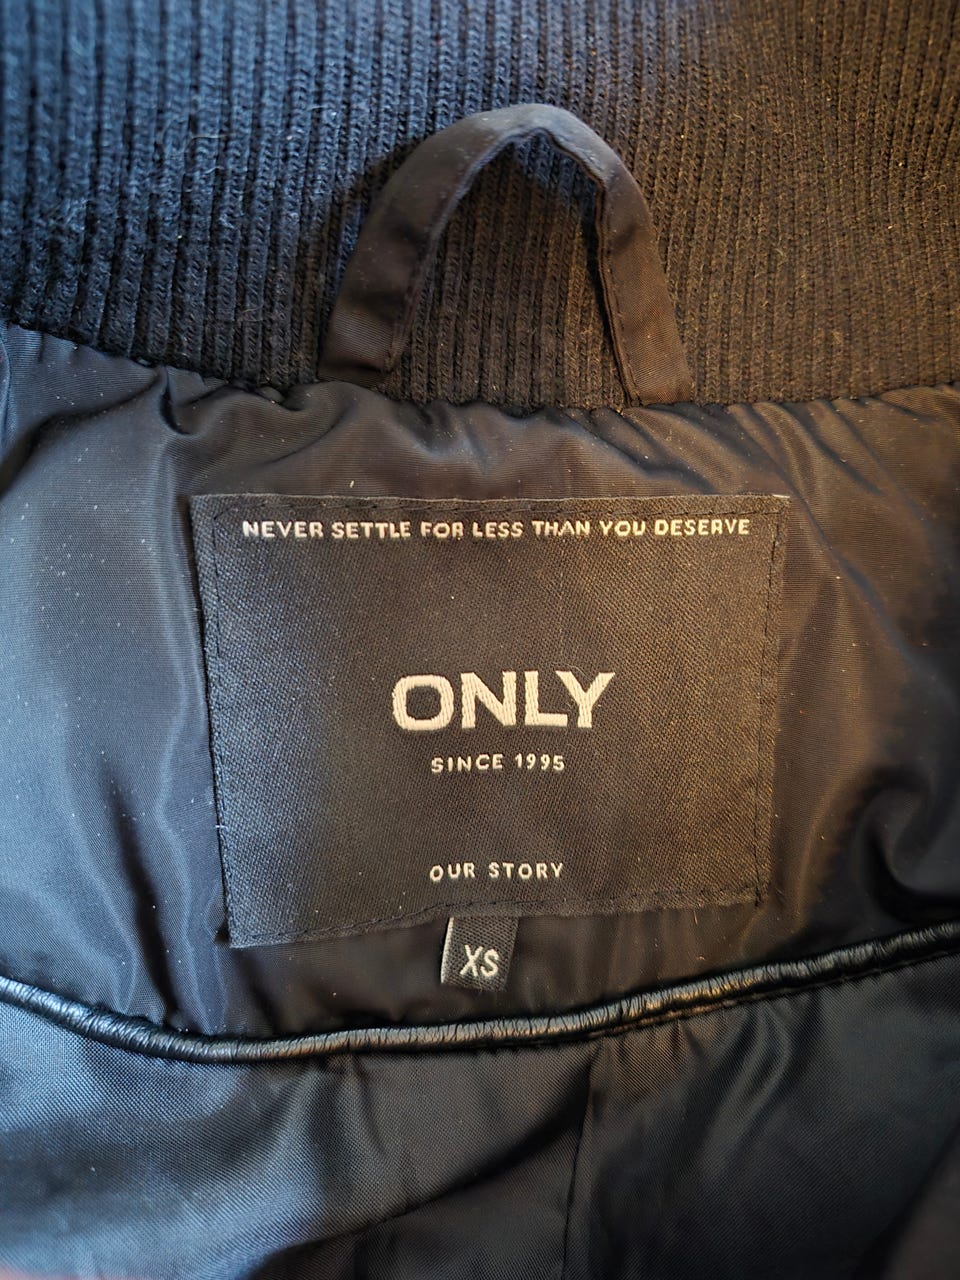 NEVER SETTLE FOR LESS THAN YOU DESERVE
ONLY
SINCE 1995
OUR STORY
XS